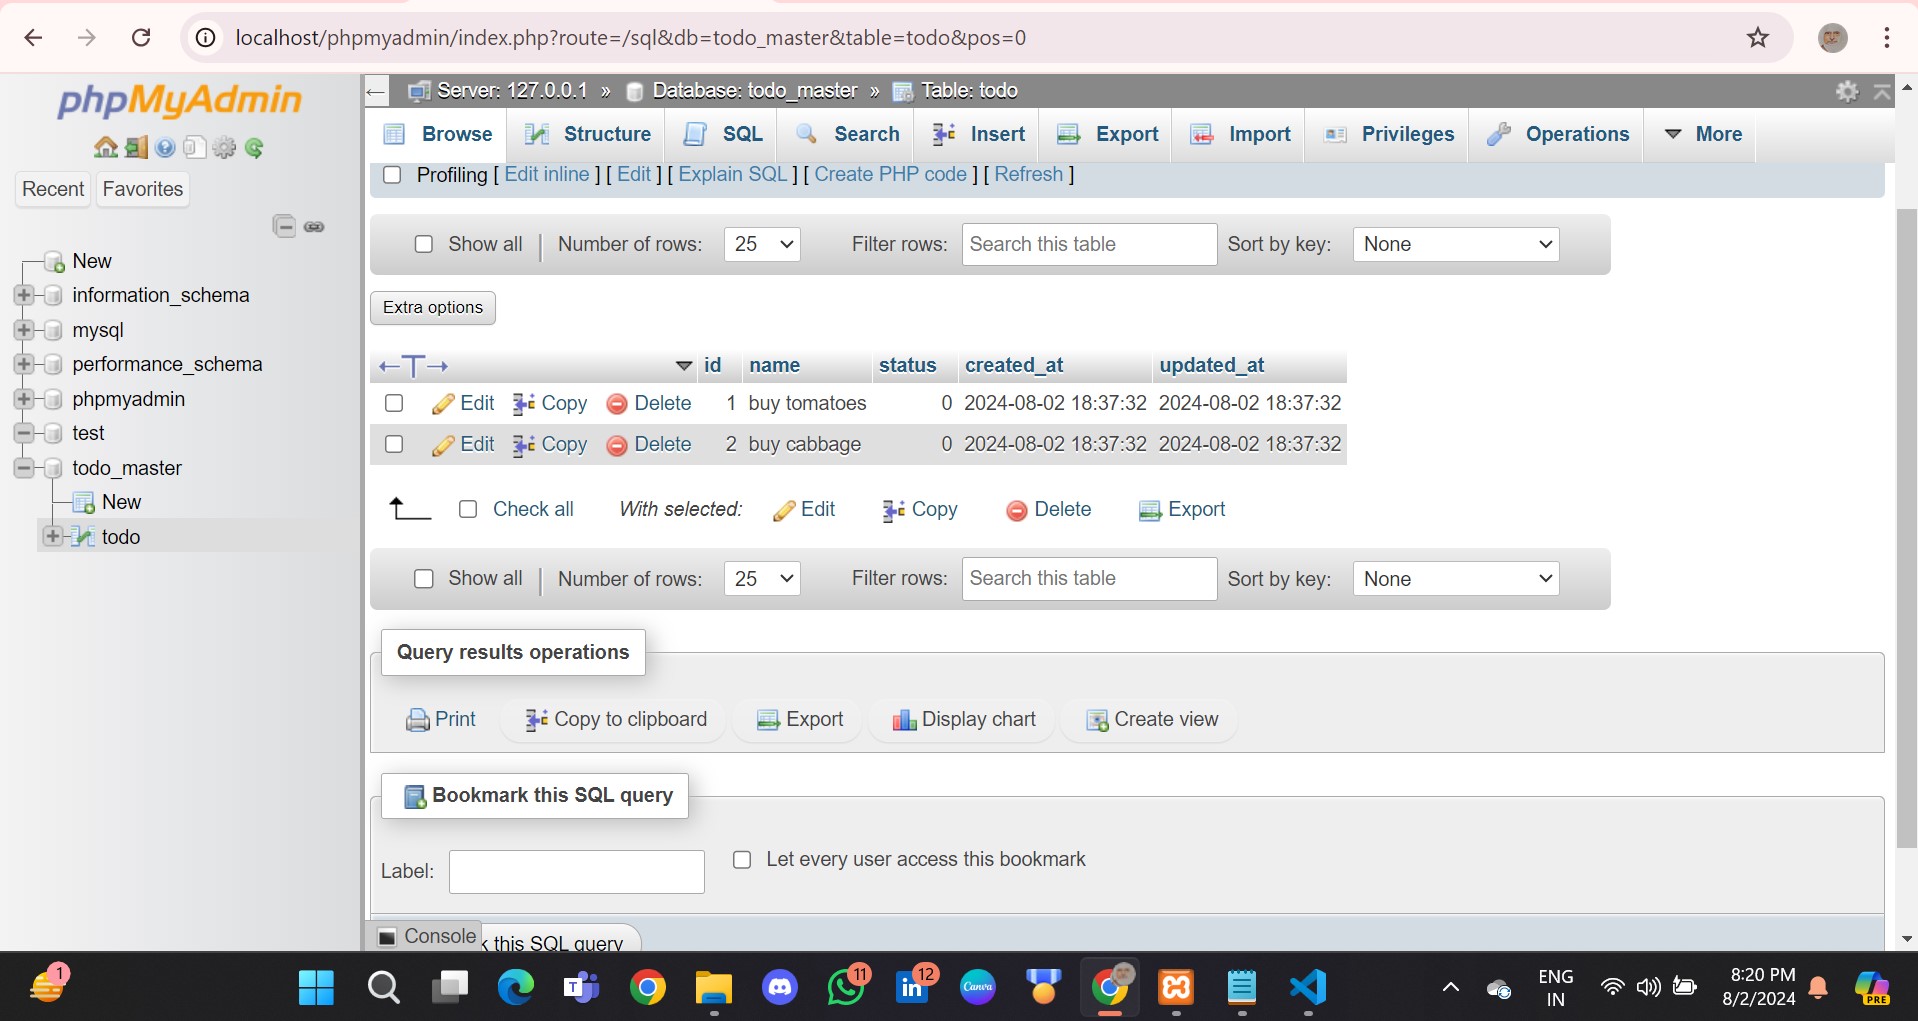 localhost/phpmyadmin/index.php?route=/sql&db=todo_master&table=todo&pos=0
phpMyAdmin
Recent Favorites
New
information_schema
mysql
performance_schema
phpmyadmin
test
todo_master
New
todo
Server: 127.0.0.1 » Database: todo_master » Table: todo
Browse Structure SQL Search Insert Export Import Privileges Operations More
Profiling [ Edit inline ] [ Edit ] [ Explain SQL ] [ Create PHP code ] [ Refresh ]
Show all Number of rows: 25 Filter rows: Search this table Sort by key: None
Extra options
id name status created_at updated_at
Edit Copy Delete 1 buy tomatoes 0 2024-08-02 18:37:32 2024-08-02 18:37:32
Edit Copy Delete 2 buy cabbage 0 2024-08-02 18:37:32 2024-08-02 18:37:32
Check all With selected: Edit Copy Delete Export
Show all Number of rows: 25 Filter rows: Search this table Sort by key: None
Query results operations
Print Copy to clipboard Export Display chart Create view
Bookmark this SQL query
Label: Let every user access this bookmark
Console k this SQL query
1 T 11 in 12 Canva ENG IN 8:20 PM 8/2/2024 PRE